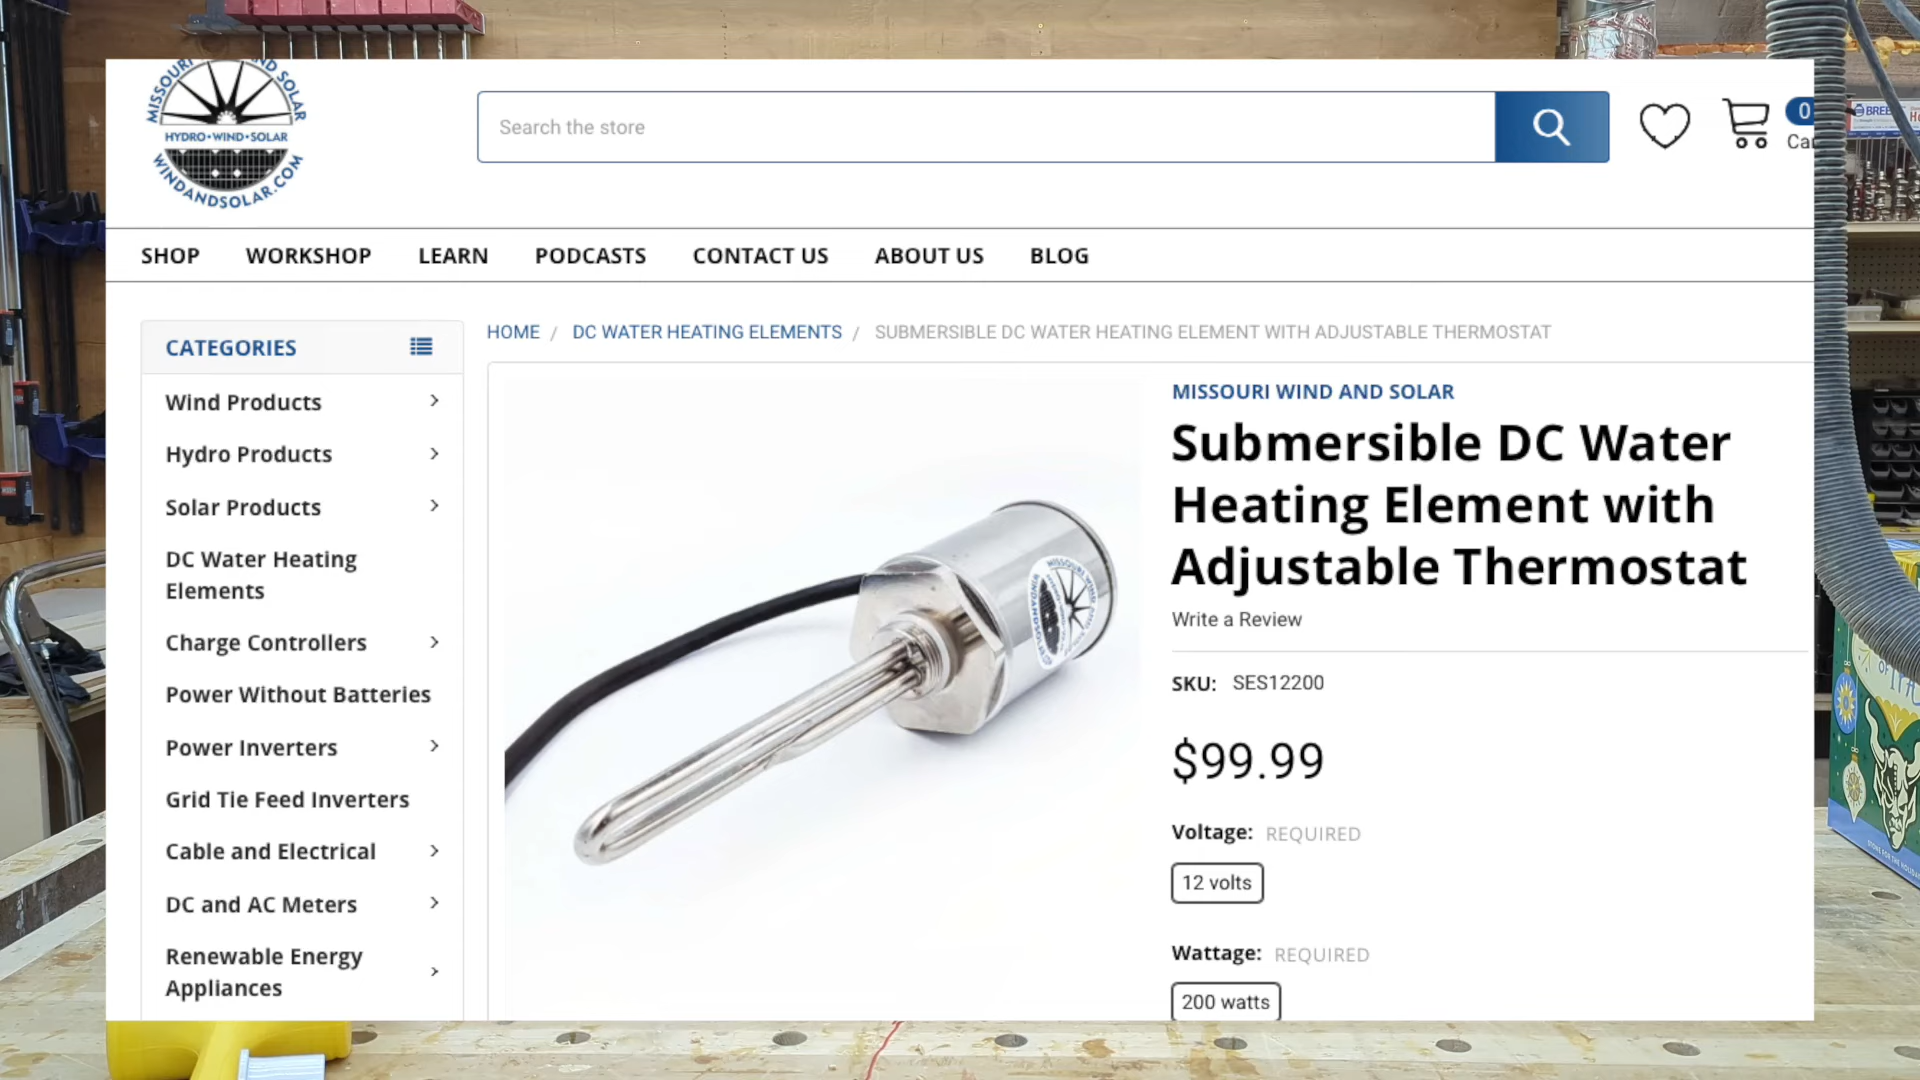 MISSOURI WIND AND SOLAR
HYDRO•WIND•SOLAR
WINDANDSOLAR.COM
Search the store
0
SHOP
WORKSHOP
LEARN
PODCASTS
CONTACT US
ABOUT US
BLOG
CATEGORIES
Wind Products
Hydro Products
Solar Products
DC Water Heating
Elements
Charge Controllers
Power Without Batteries
Power Inverters
Grid Tie Feed Inverters
Cable and Electrical
DC and AC Meters
Renewable Energy
Appliances
HOME / DC WATER HEATING ELEMENTS / SUBMERSIBLE DC WATER HEATING ELEMENT WITH ADJUSTABLE THERMOSTAT
MISSOURI WIND AND SOLAR
Submersible DC Water
Heating Element with
Adjustable Thermostat
Write a Review
SKU: SES12200
$99.99
Voltage: REQUIRED
12 volts
Wattage: REQUIRED
200 watts